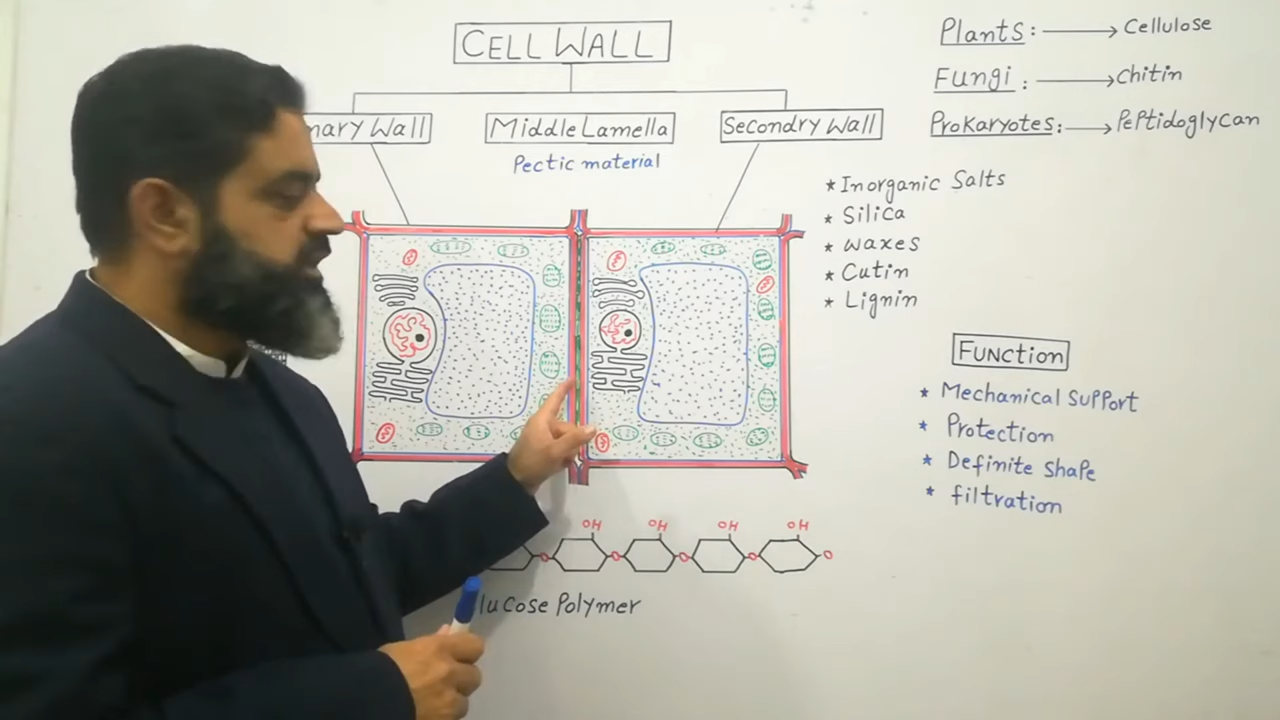 CELL WALL
mary Wall
Middle Lamella
Secondry Wall
Pectic material
Plants: → Cellulose
Fungi: → Chitin
Prokaryotes: → Peptidoglycan
* Inorganic Salts
* Silica
* Waxes
* Cutin
* Lignin
Function
* Mechanical Support
* Protection
* Definite shape
* filtration
OH OH OH OH
O O O O O
lucose Polymer